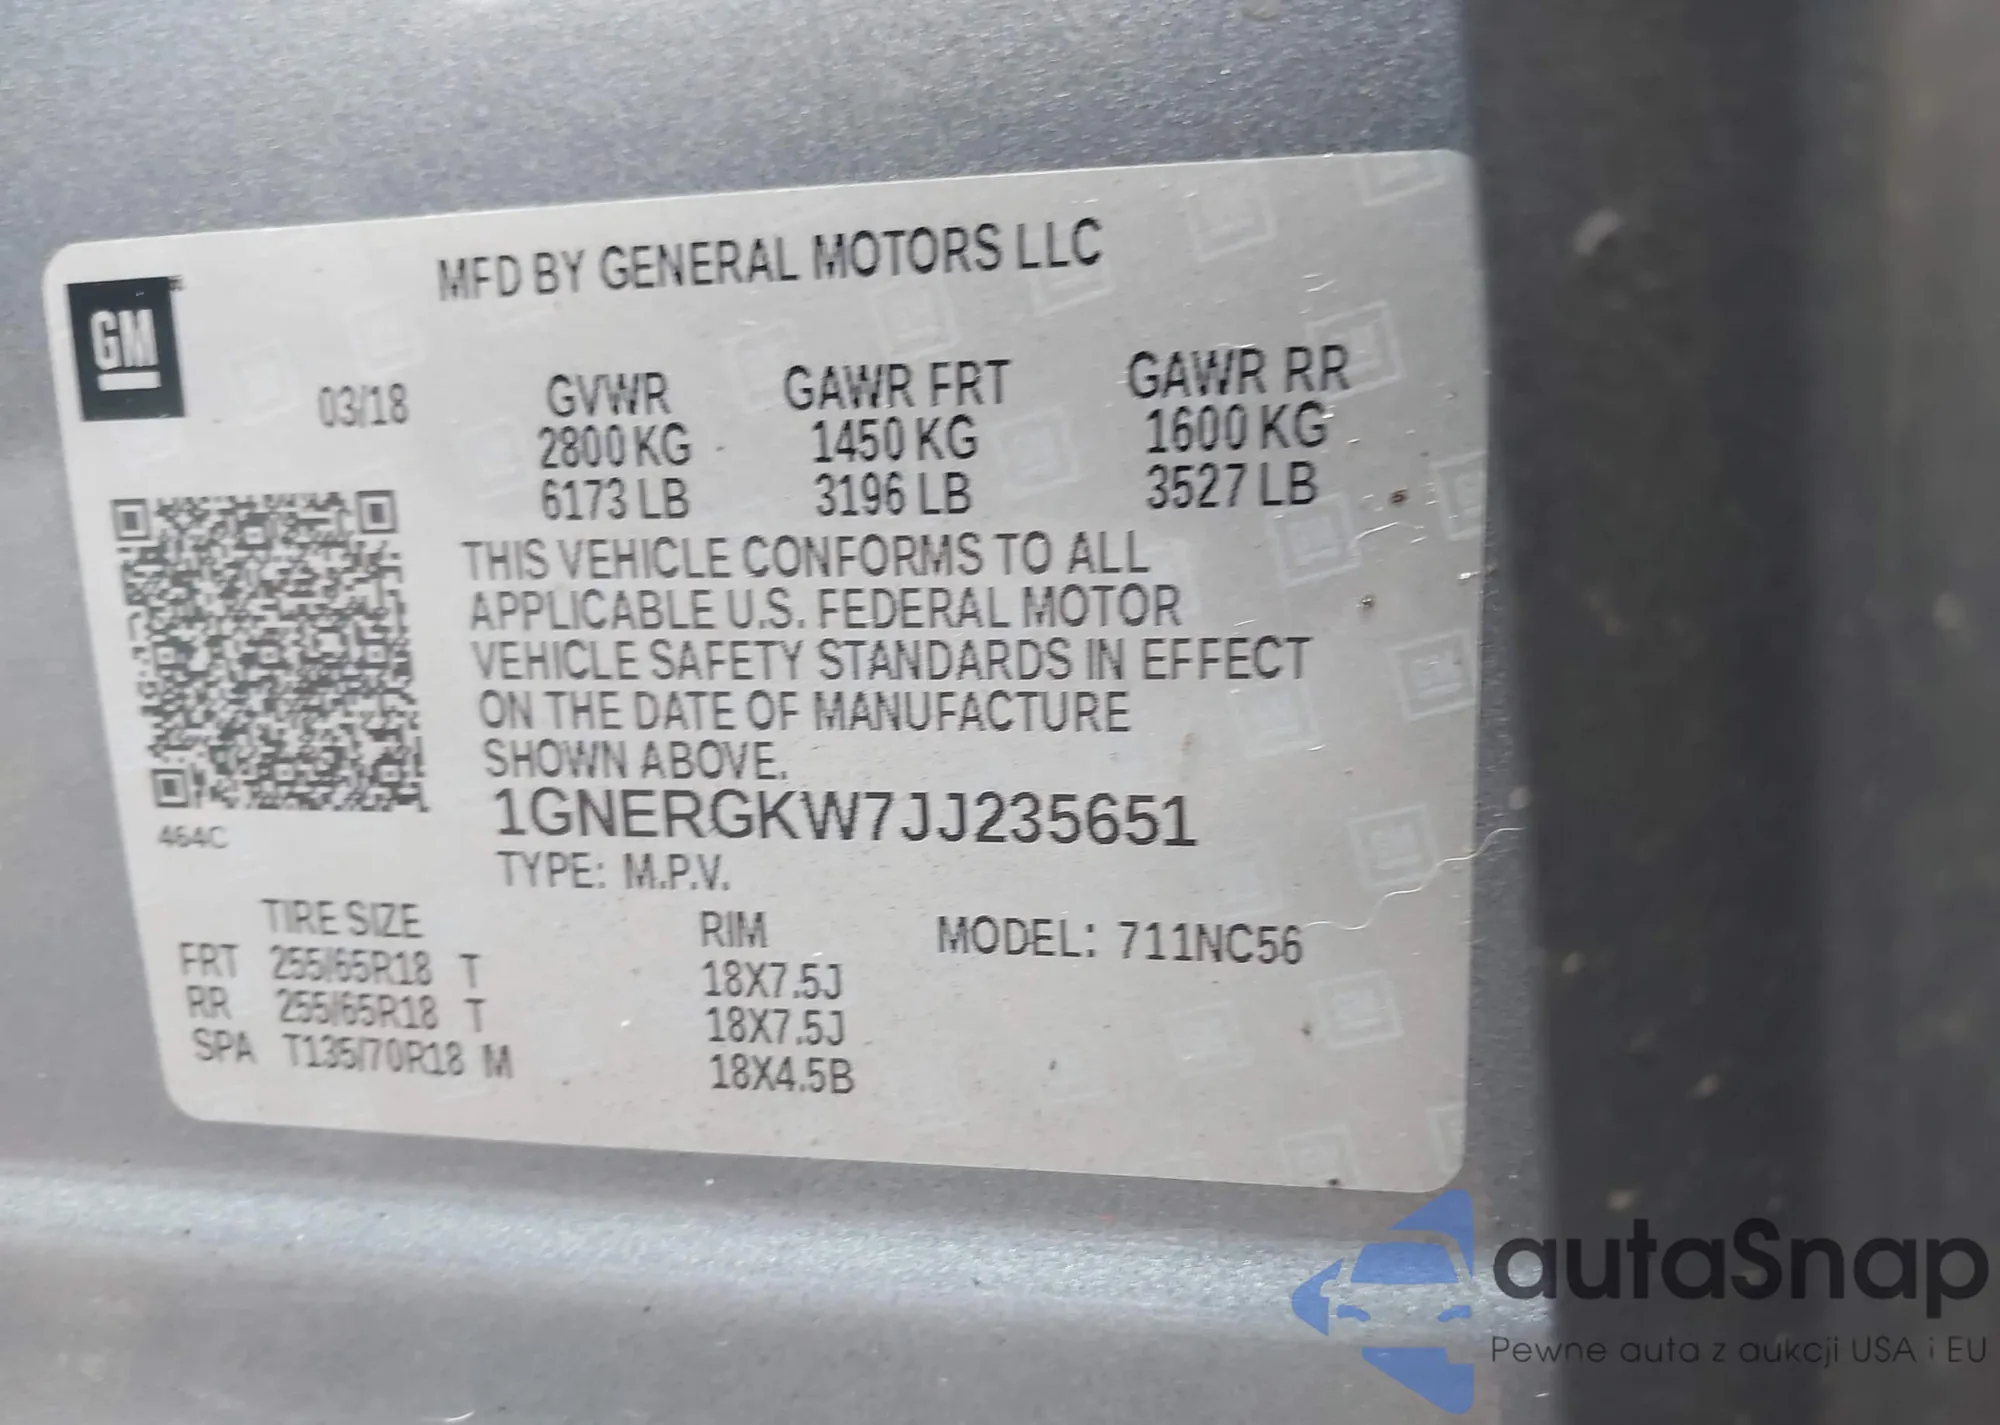 MFD BY GENERAL MOTORS LLC
GM
03/18
GVWR GAWR FRT GAWR RR
2800 KG 1450 KG 1600 KG
6173 LB 3196 LB 3527 LB
THIS VEHICLE CONFORMS TO ALL
APPLICABLE U.S. FEDERAL MOTOR
VEHICLE SAFETY STANDARDS IN EFFECT
ON THE DATE OF MANUFACTURE
SHOWN ABOVE.
1GNERGKW7JJ235651
464C
TYPE: M.P.V.
TIRE SIZE RIM MODEL: 711NC56
FRT 255/65R18 T 18X7.5J
RR 255/65R18 T 18X7.5J
SPA T135/70R18 M 18X4.5B
autaSnap
Pewne auta z aukcji USA i EU